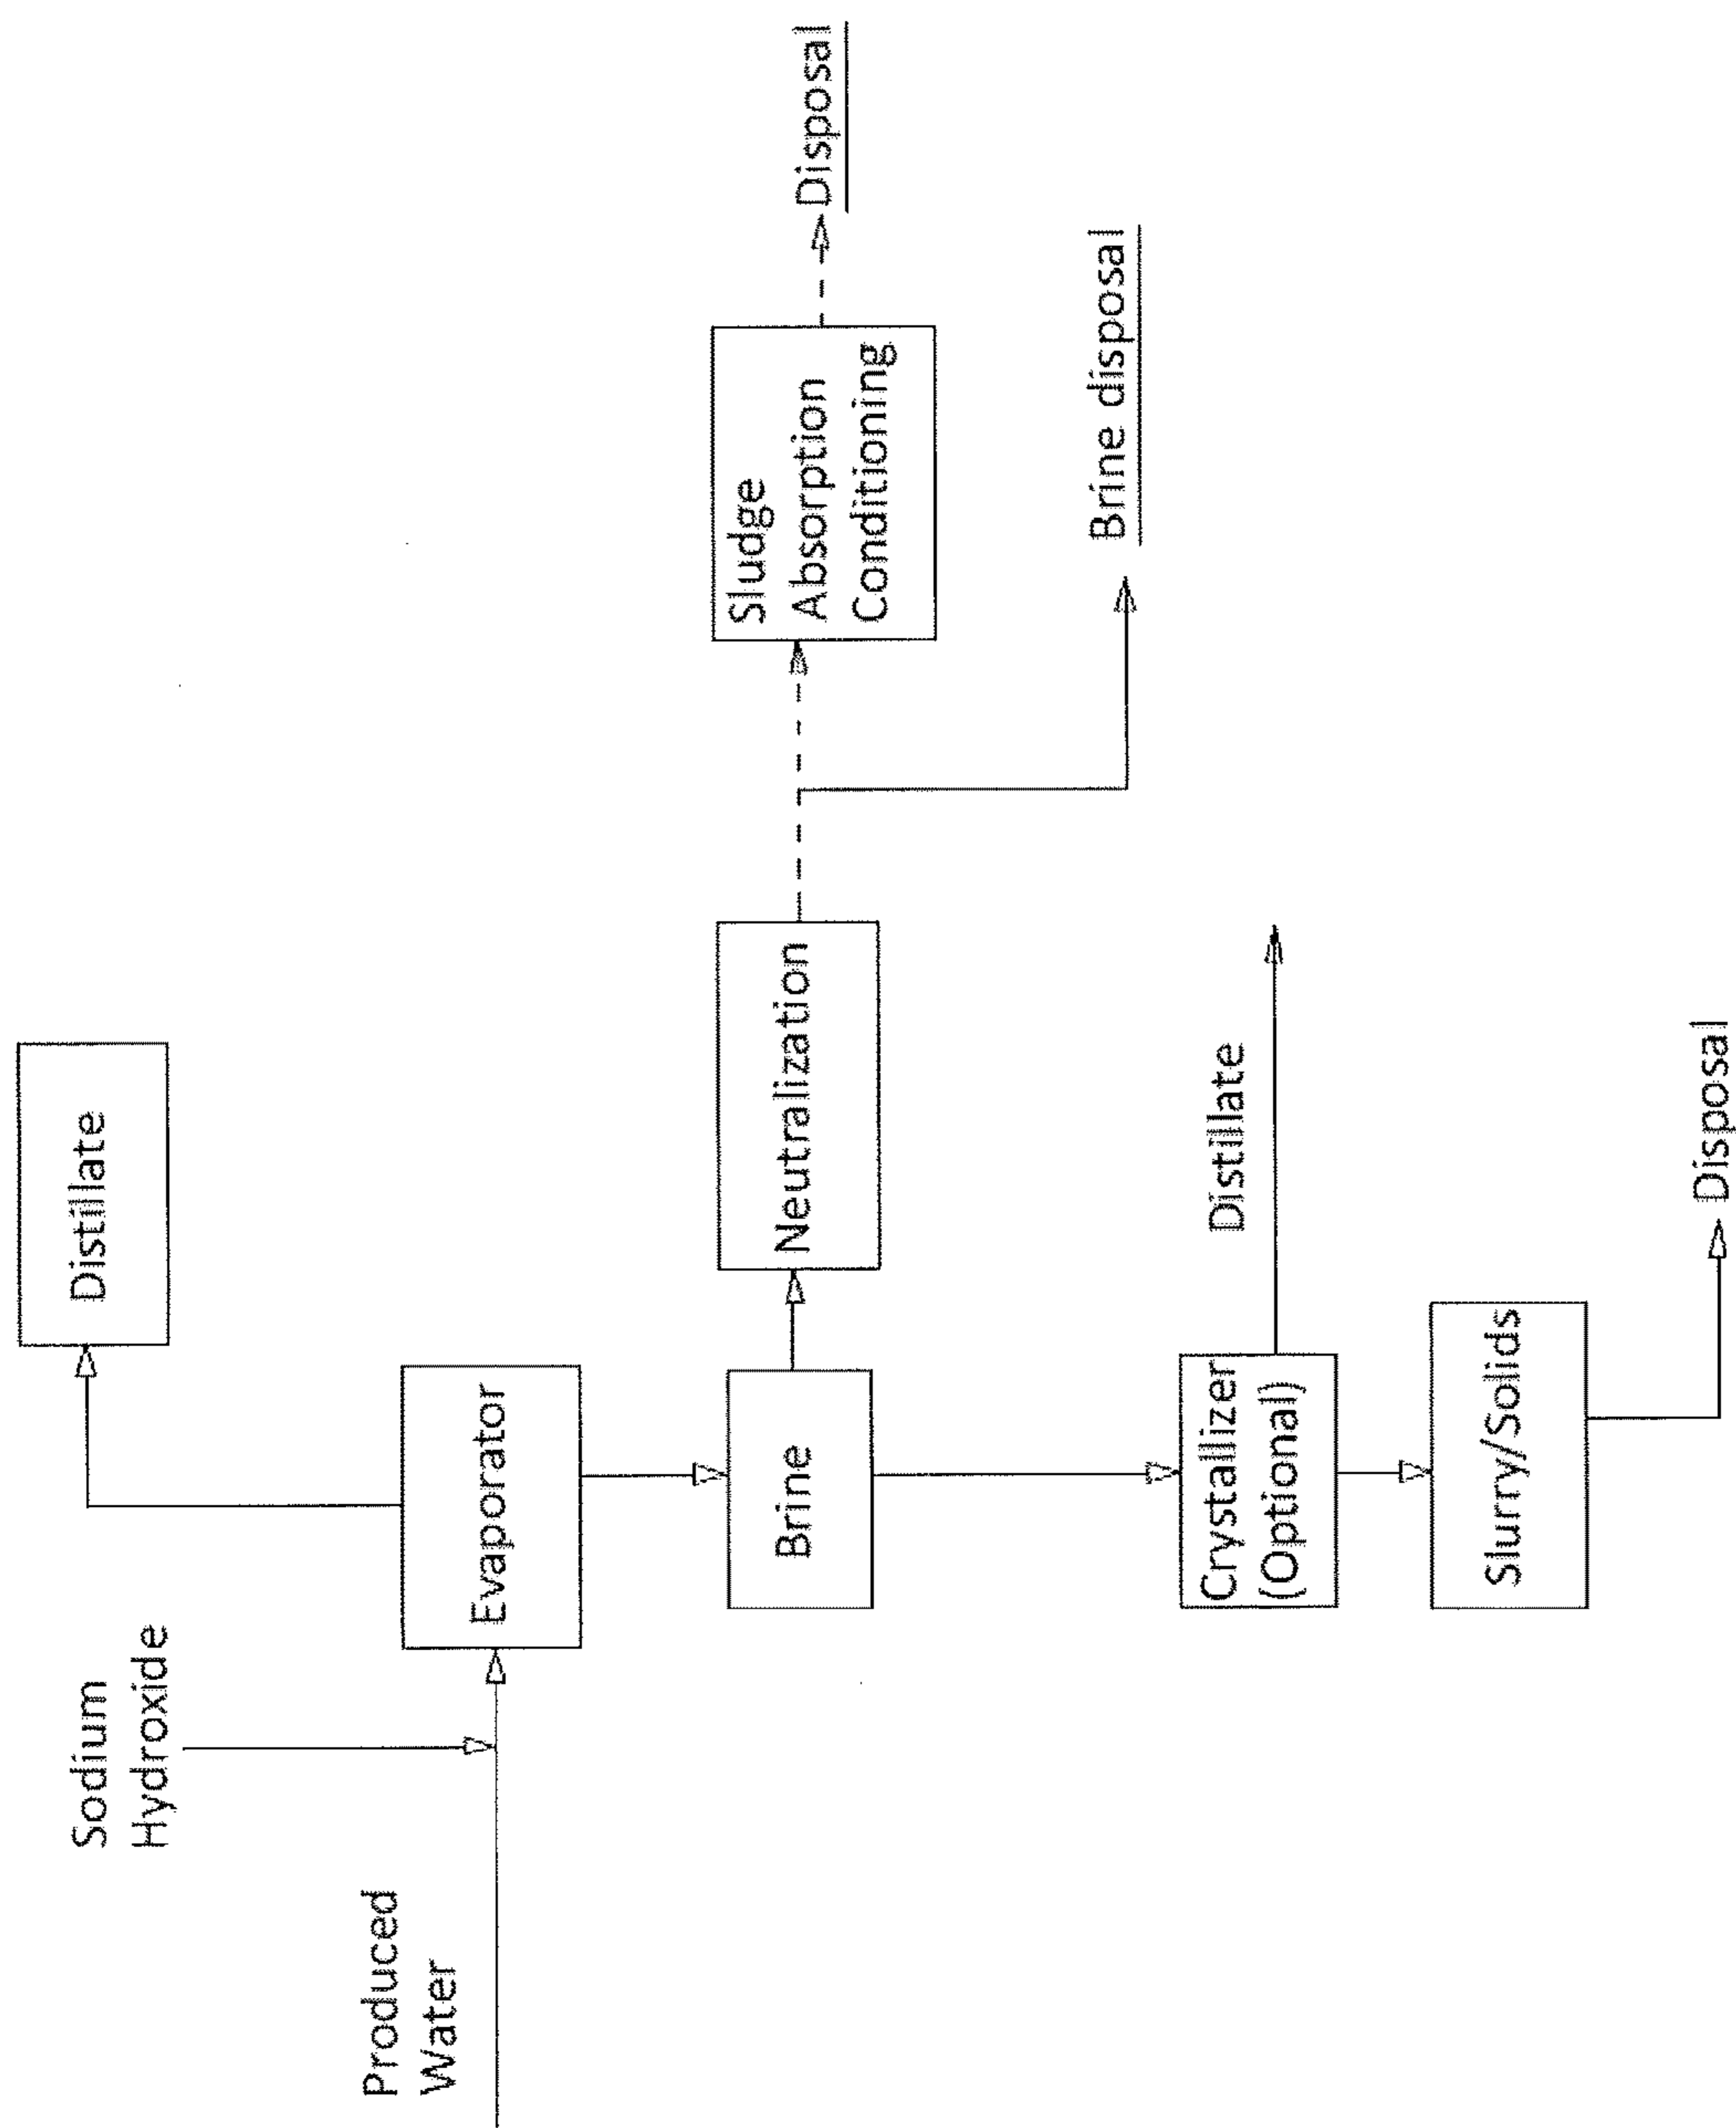 Sodium
Hydroxide
Distillate
Produced
Water
Evaporator
Brine
Neutralization
Sludge
Absorption
Conditioning
Disposal
Brine disposal
Crystallizer
(Optional)
Distillate
Slurry/Solids
Disposal